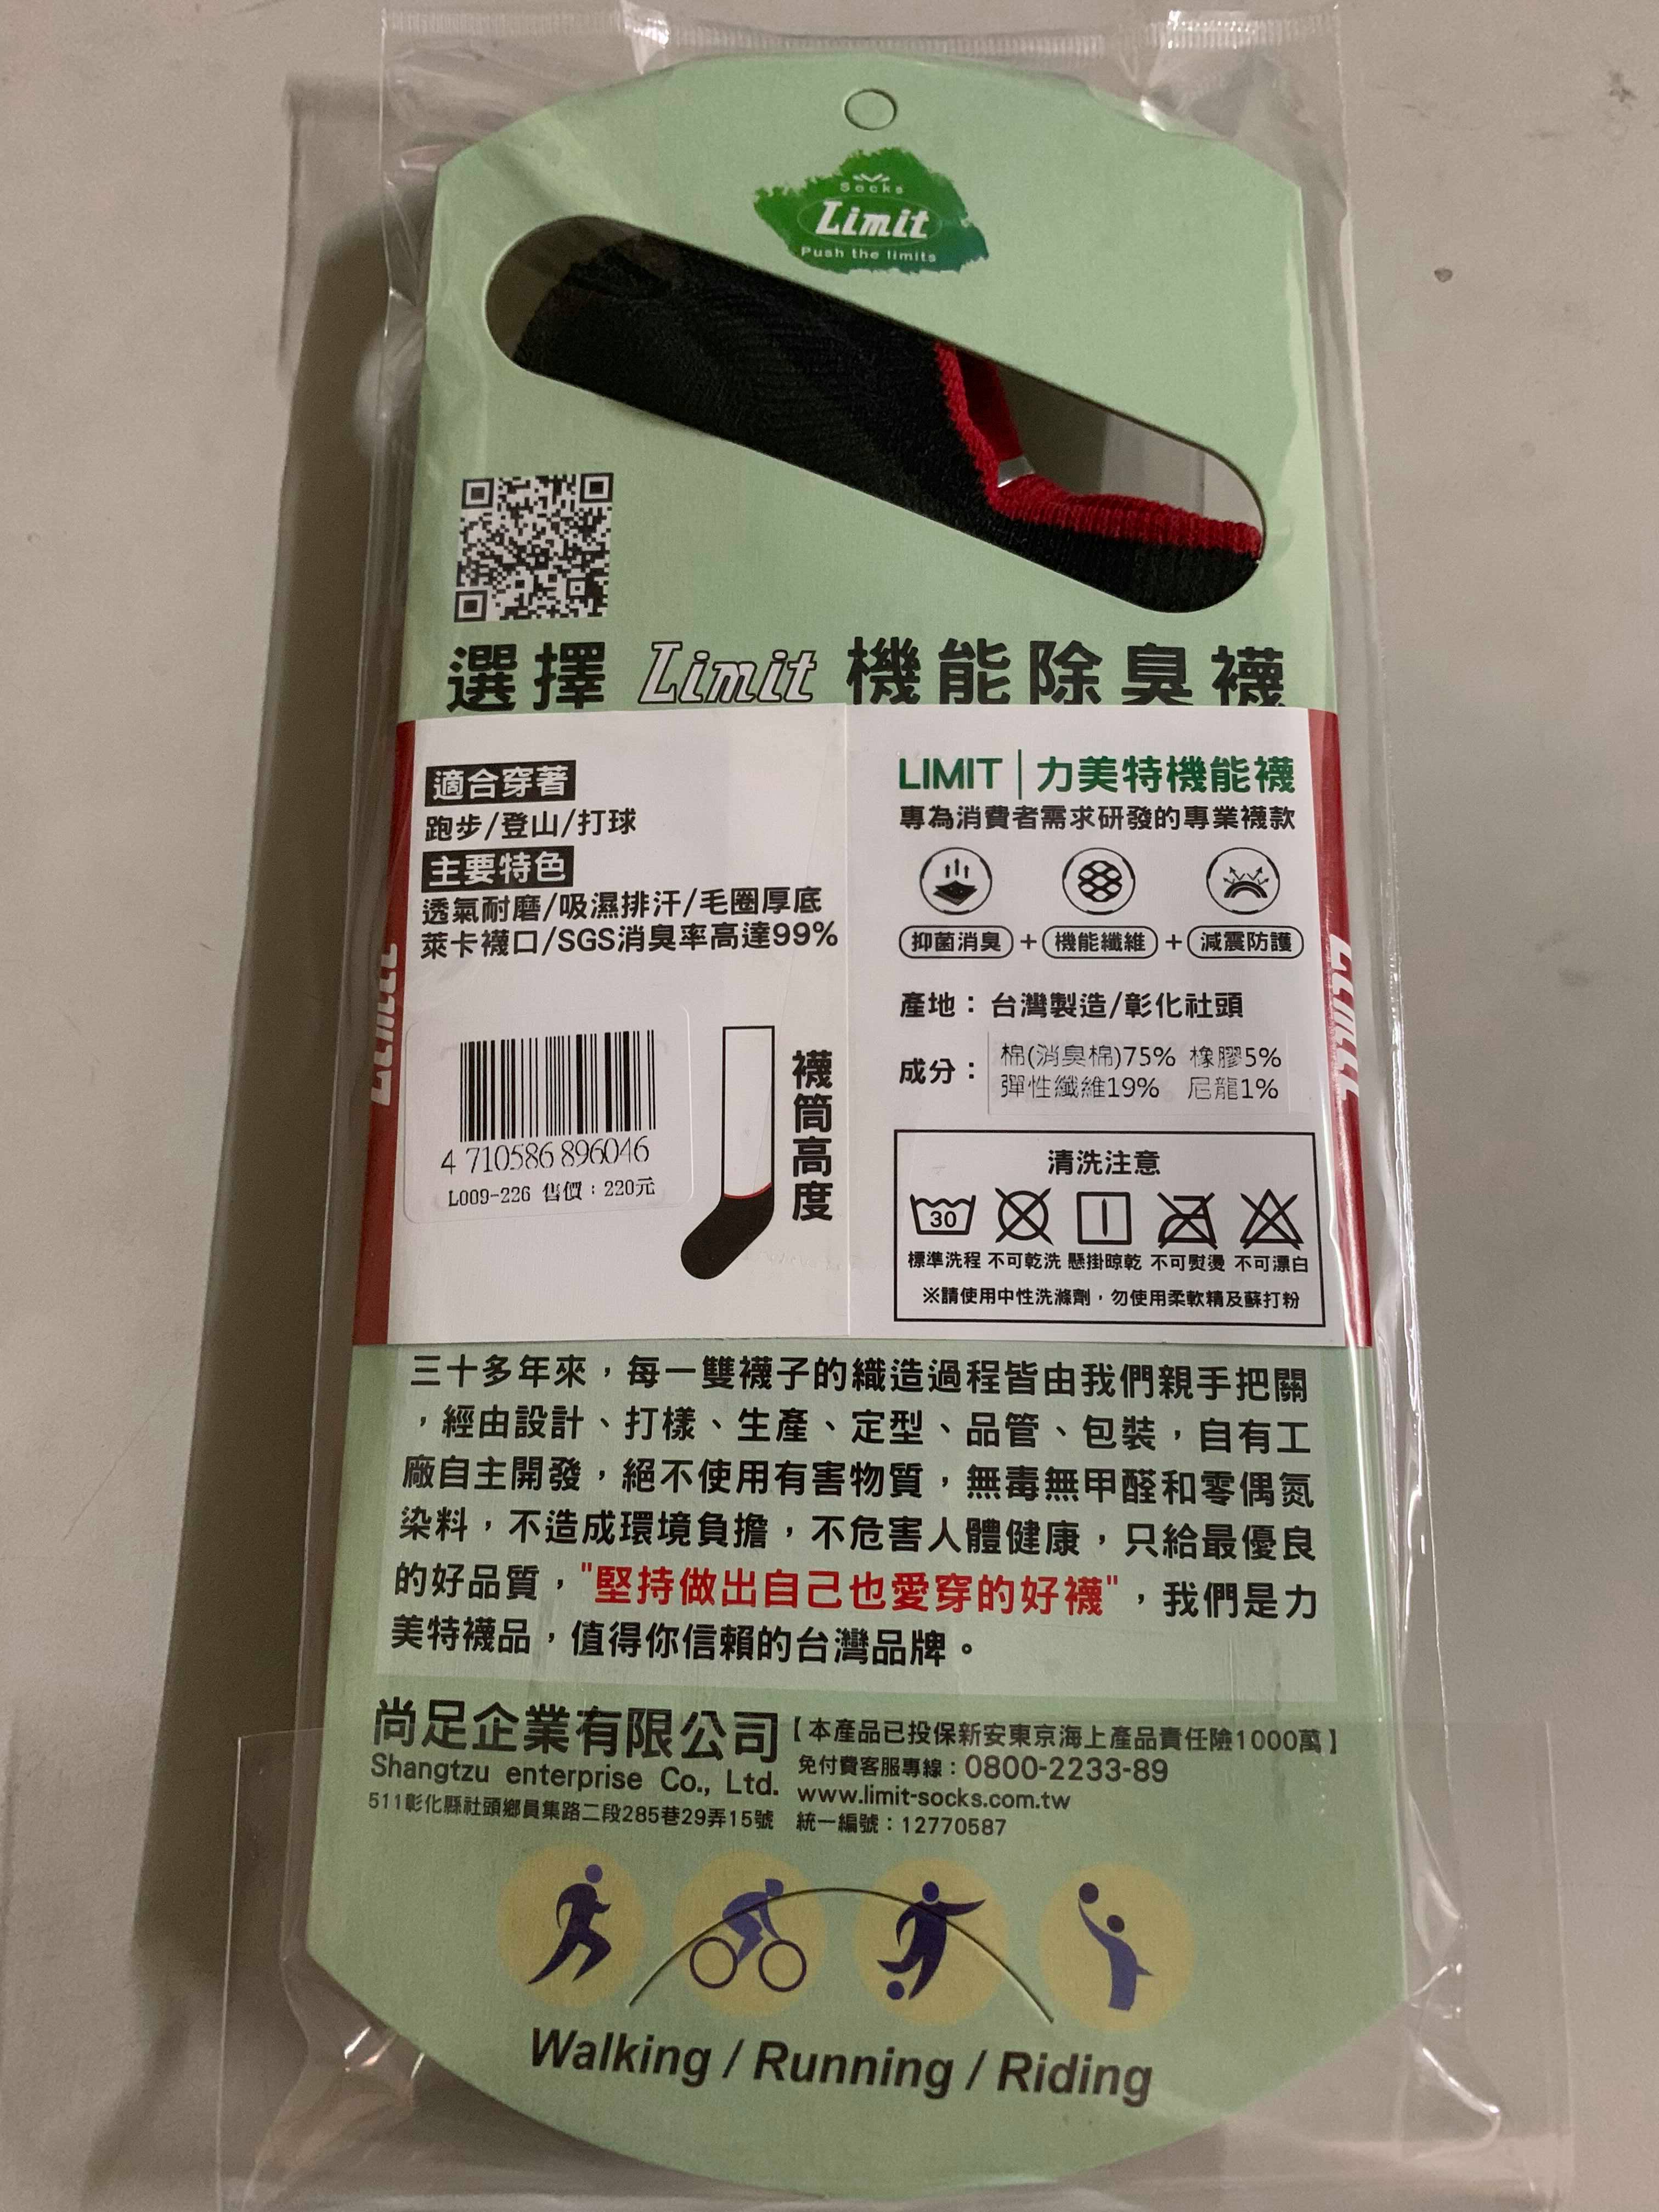 Socks
Limit
Push the limits
選擇 Limit 機能除臭襪
適合穿著
跑步/登山/打球
主要特色
透氣耐磨/吸濕排汗/毛圈厚底
萊卡襪口/SGS消臭率高達99%
4 710586 896046
L009-226 售價：220元
襪筒高度
LIMIT|力美特機能襪
專為消費者需求研發的專業襪款
抑菌消臭 + 機能纖維 + 減震防護
產地：台灣製造/彰化社頭
成分：棉(消臭棉)75% 橡膠5%
彈性纖維19% 尼龍1%
清洗注意
30
標準洗程 不可乾洗 懸掛晾乾 不可熨燙 不可漂白
※請使用中性洗滌劑，勿使用柔軟精及蘇打粉
Limit
Limit
三十多年來，每一雙襪子的織造過程皆由我們親手把關
，經由設計、打樣、生產、定型、品管、包裝，自有工
廠自主開發，絕不使用有害物質，無毒無甲醛和零偶氮
染料，不造成環境負擔，不危害人體健康，只給最優良
的好品質，"堅持做出自己也愛穿的好襪"，我們是力
美特襪品，值得你信賴的台灣品牌。
尚足企業有限公司
Shangtzu enterprise Co., Ltd.
511彰化縣社頭鄉員集路二段285巷29弄15號
【本產品已投保新安東京海上產品責任險1000萬】
免付費客服專線：0800-2233-89
www.limit-socks.com.tw
統一編號：12770587
Walking / Running / Riding